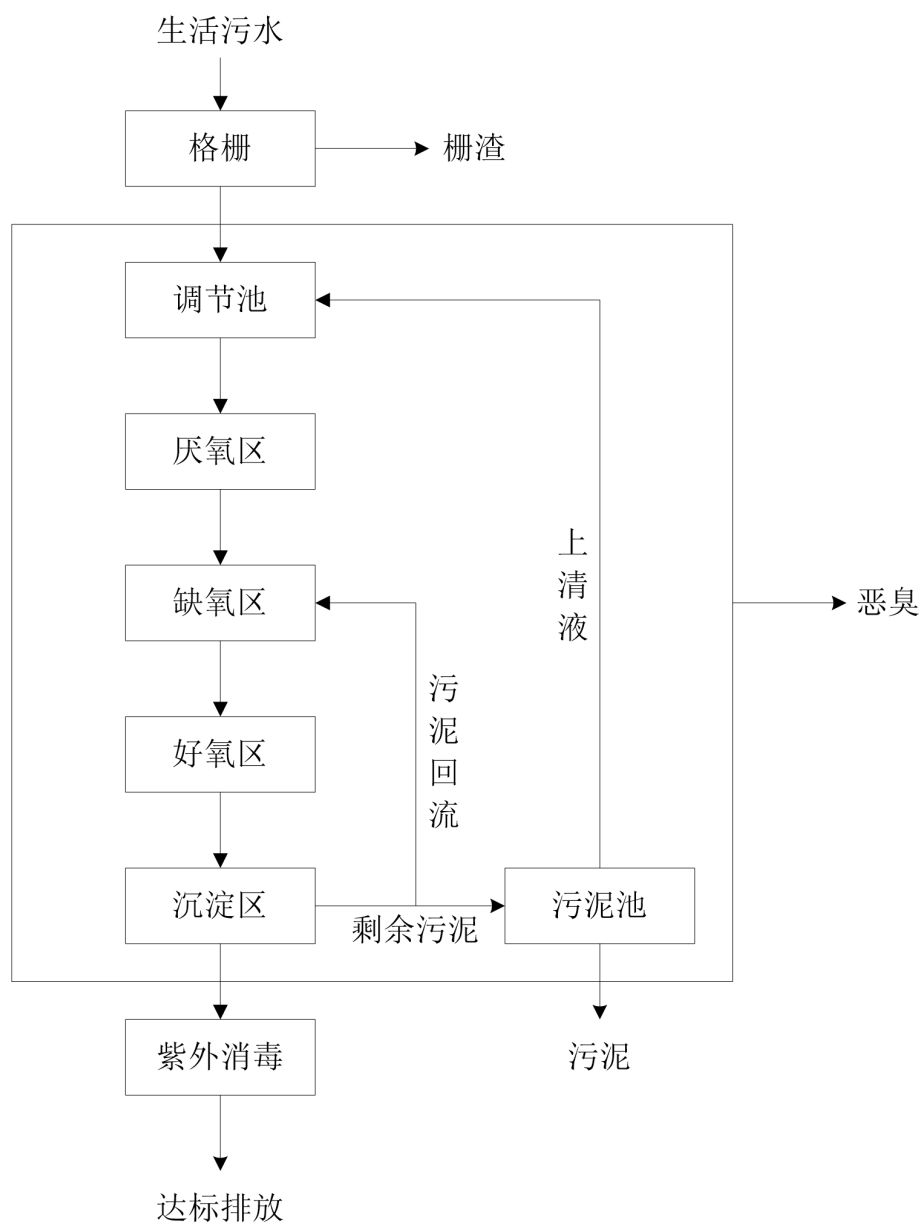 生活污水
格栅
栅渣
调节池
厌氧区
上清液
缺氧区
恶臭
污泥回流
好氧区
沉淀区
剩余污泥
污泥池
紫外消毒
污泥
达标排放